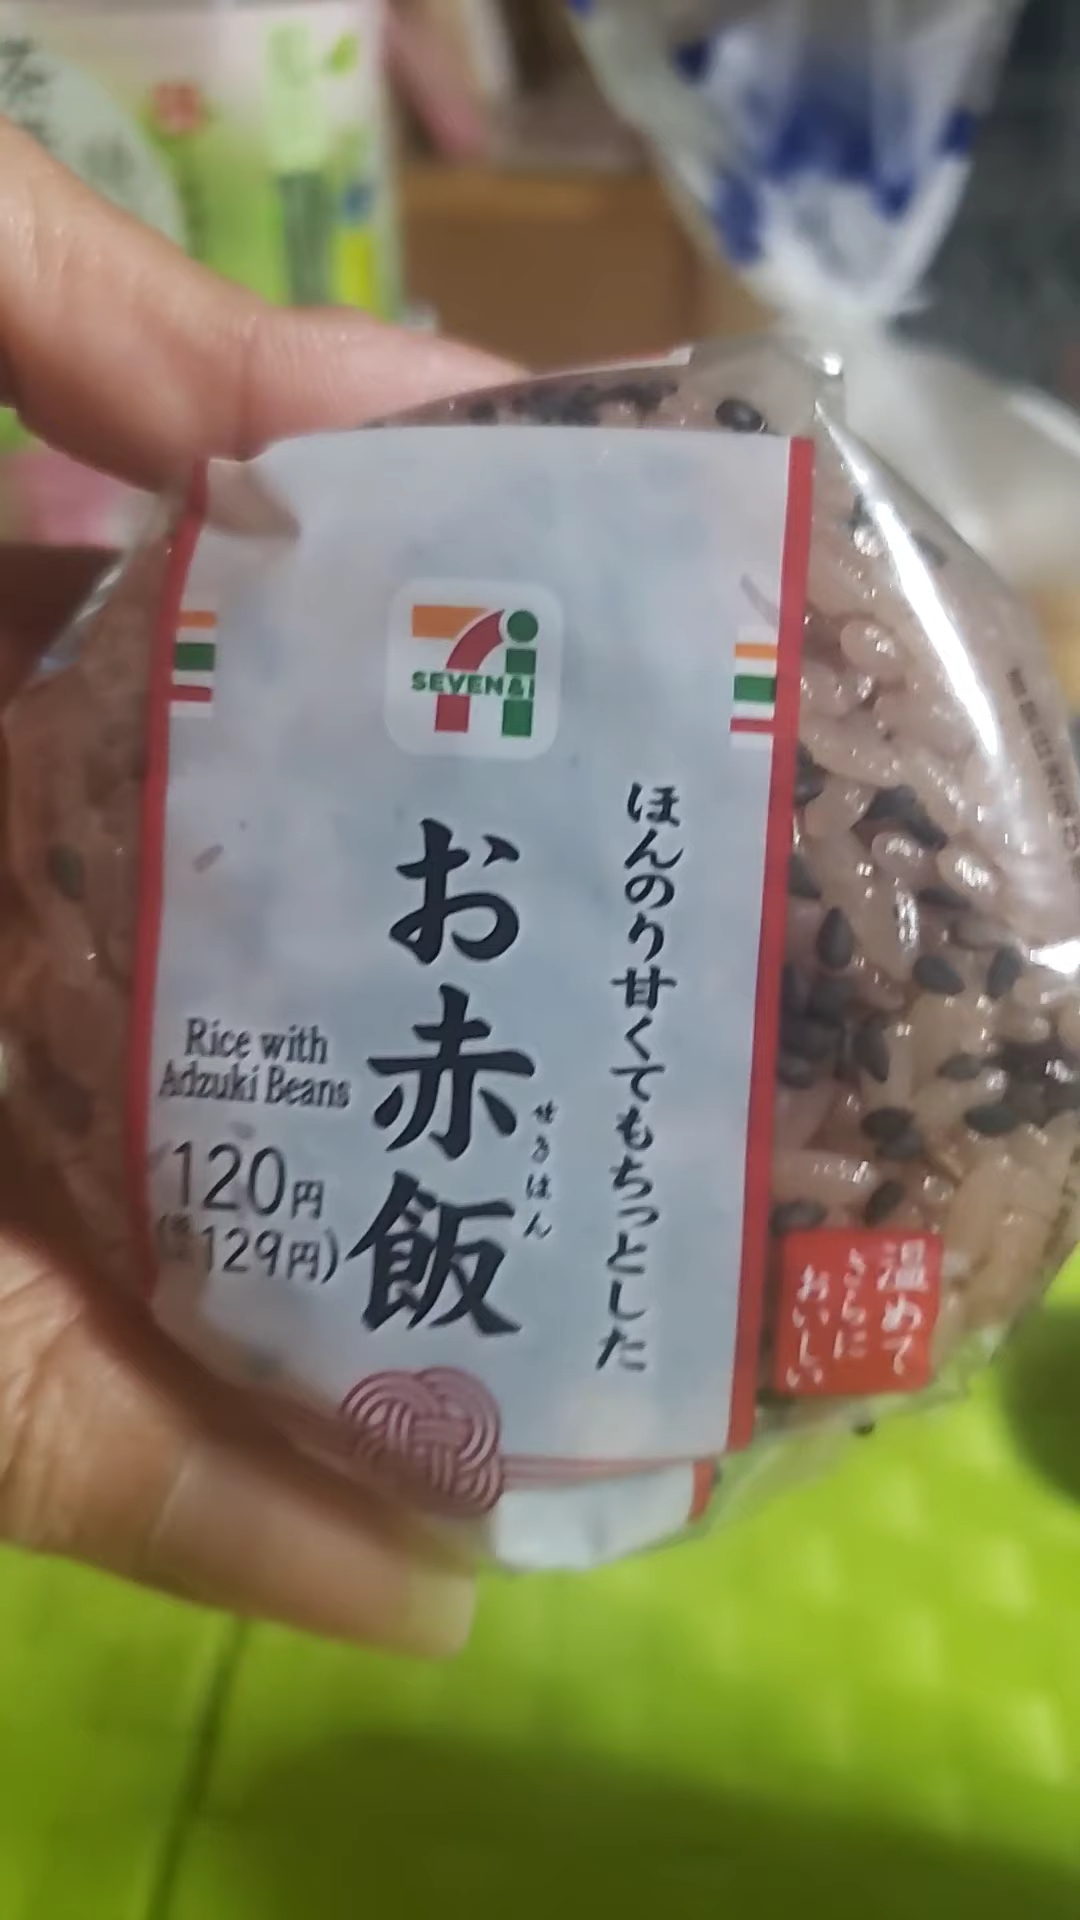 SEVEN&i
ほんのり甘くてもちっとした
お赤飯
せきはん
Rice with
Adzuki Beans
120円
129円)
温めて
さらに
おいしい